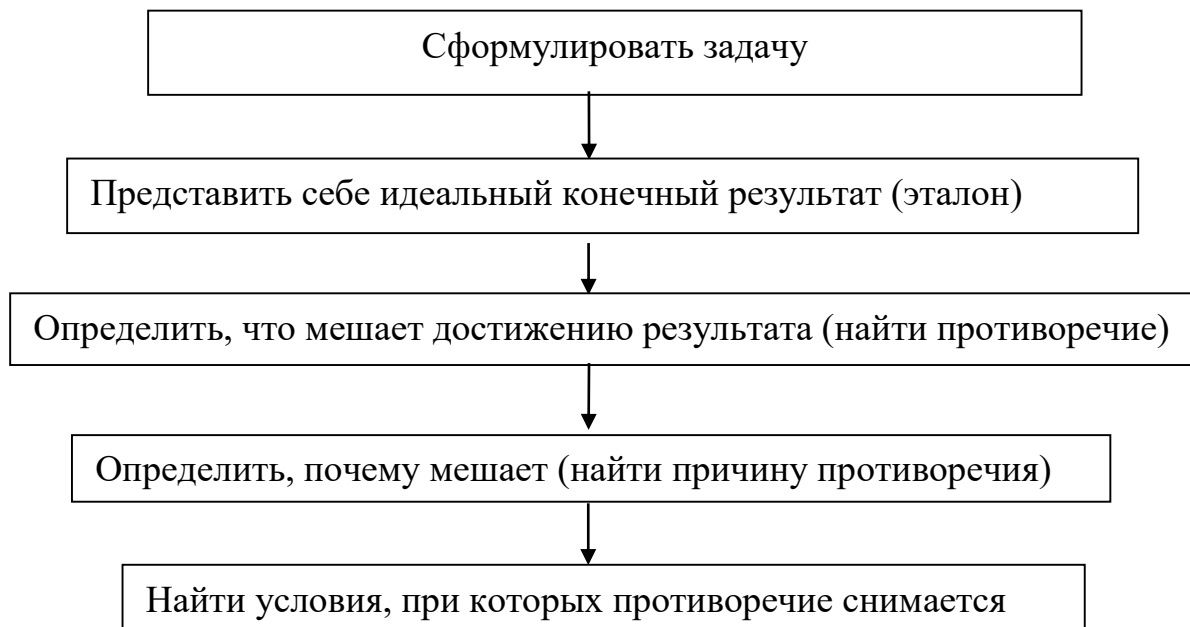 Сформулировать задачу
Представить себе идеальный конечный результат (эталон)
Определить, что мешает достижению результата (найти противоречие)
Определить, почему мешает (найти причину противоречия)
Найти условия, при которых противоречие снимается